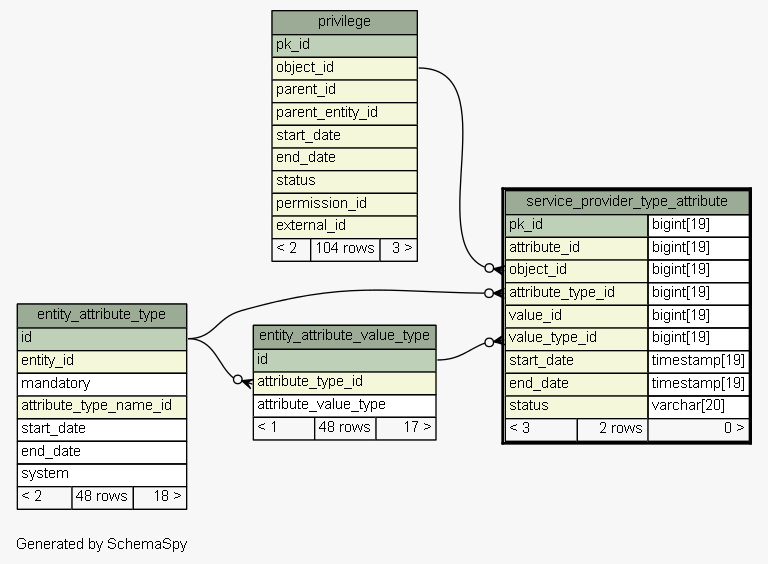 privilege
pk_id
object_id
parent_id
parent_entity_id
start_date
end_date
status
permission_id
external_id
< 2 104 rows 3 >
service_provider_type_attribute
pk_id bigint[19]
attribute_id bigint[19]
object_id bigint[19]
attribute_type_id bigint[19]
value_id bigint[19]
value_type_id bigint[19]
start_date timestamp[19]
end_date timestamp[19]
status varchar[20]
< 3 2 rows 0 >
entity_attribute_type
id
entity_id
mandatory
attribute_type_name_id
start_date
end_date
system
< 2 48 rows 18 >
entity_attribute_value_type
id
attribute_type_id
attribute_value_type
< 1 48 rows 17 >
Generated by SchemaSpy